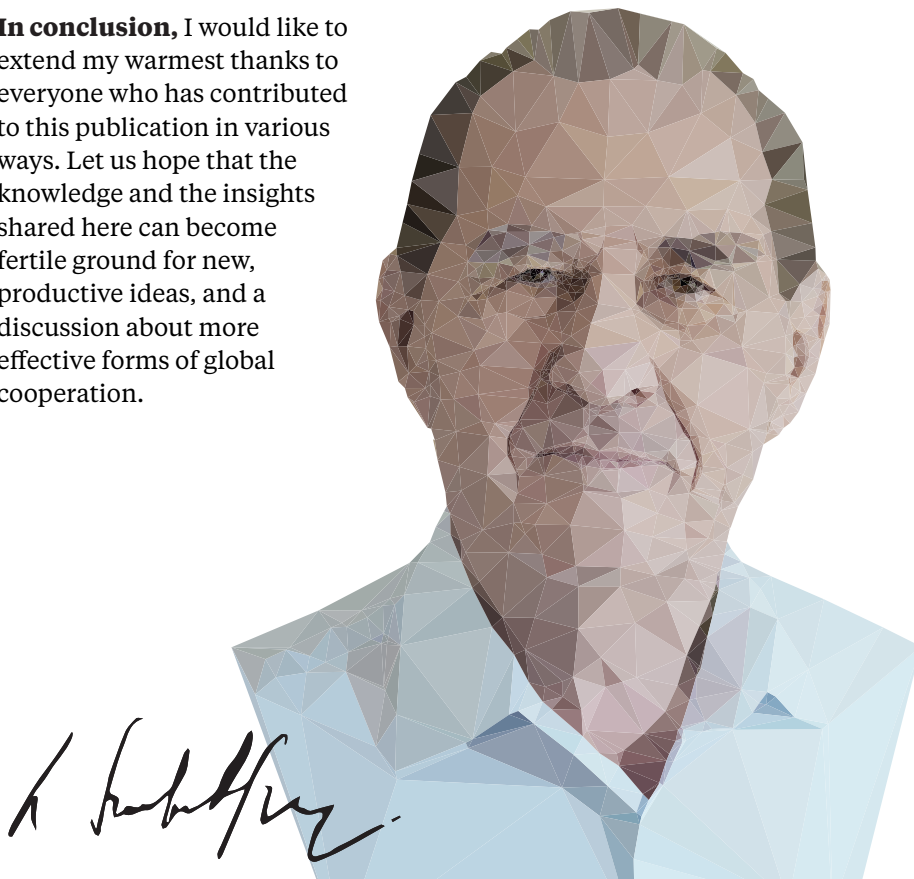 In conclusion, I would like to
extend my warmest thanks to
everyone who has contributed
to this publication in various
ways. Let us hope that the
knowledge and the insights
shared here can become
fertile ground for new,
productive ideas, and a
discussion about more
effective forms of global
cooperation.